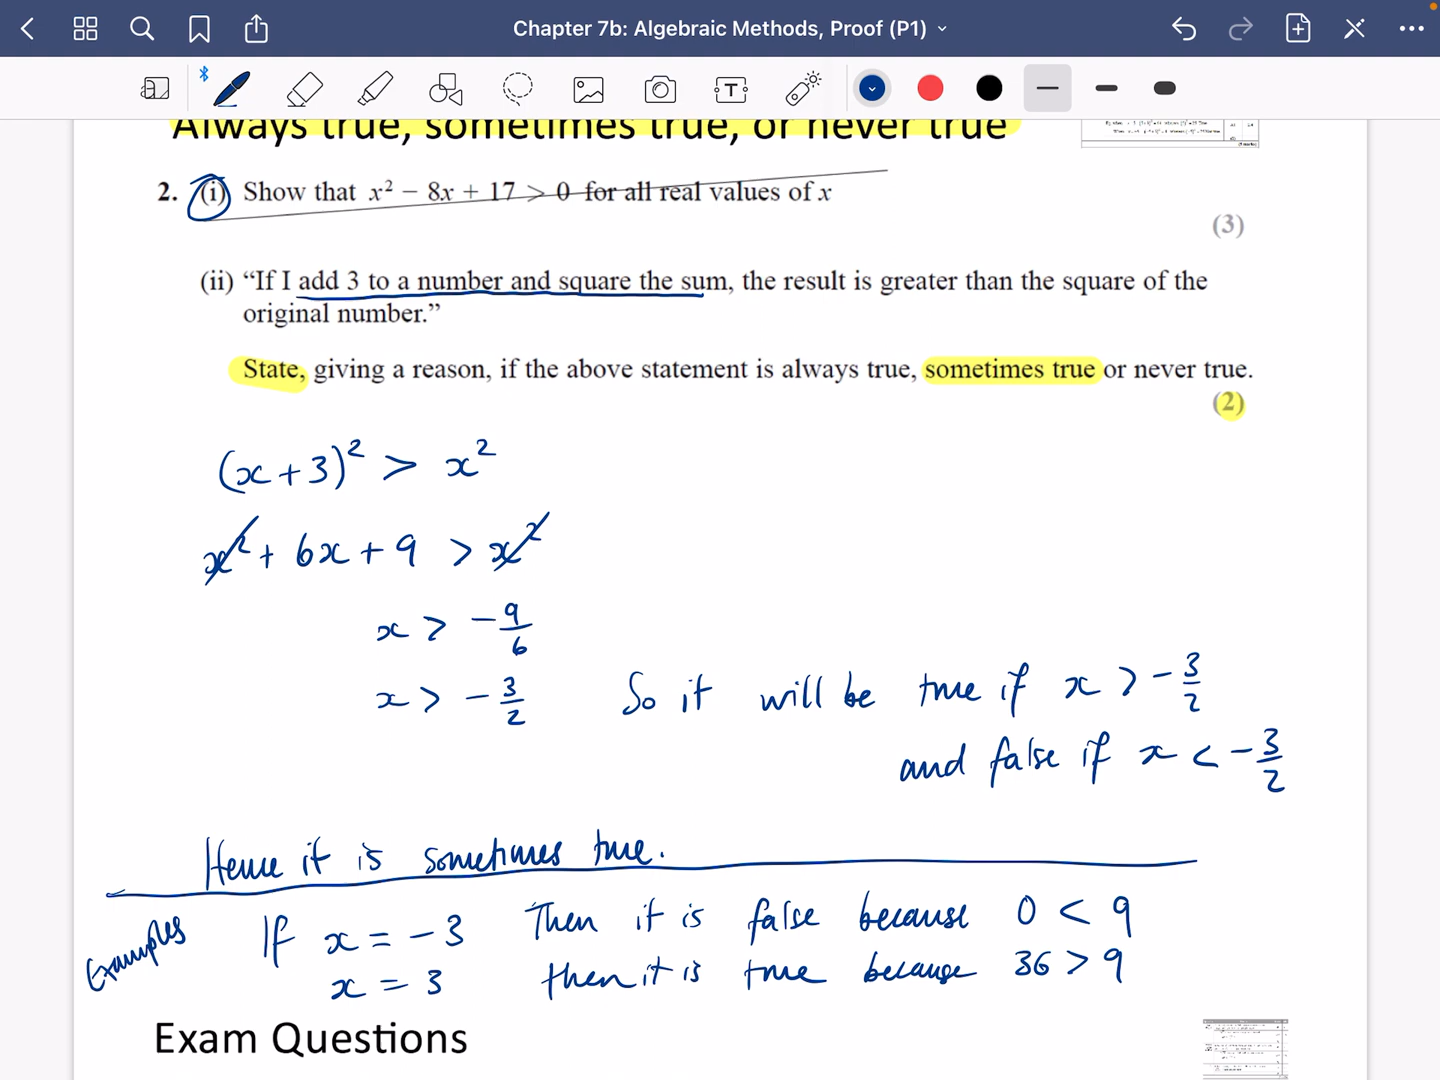 Chapter 7b: Algebraic Methods, Proof (P1)
Always true, sometimes true, or never true
2. (i) Show that x² − 8x + 17 > 0 for all real values of x
(3)
(ii) “If I add 3 to a number and square the sum, the result is greater than the square of the
original number.”
State, giving a reason, if the above statement is always true, sometimes true or never true.
(2)
(x + 3)² > x²
x² + 6x + 9 > x²
x > − 9/6
x > − 3/2 So it will be true if x > − 3/2
and false if x < − 3/2
Hence it is sometimes true.
Examples If x = −3 Then it is false because 0 < 9
x = 3 then it is true because 36 > 9
Exam Questions